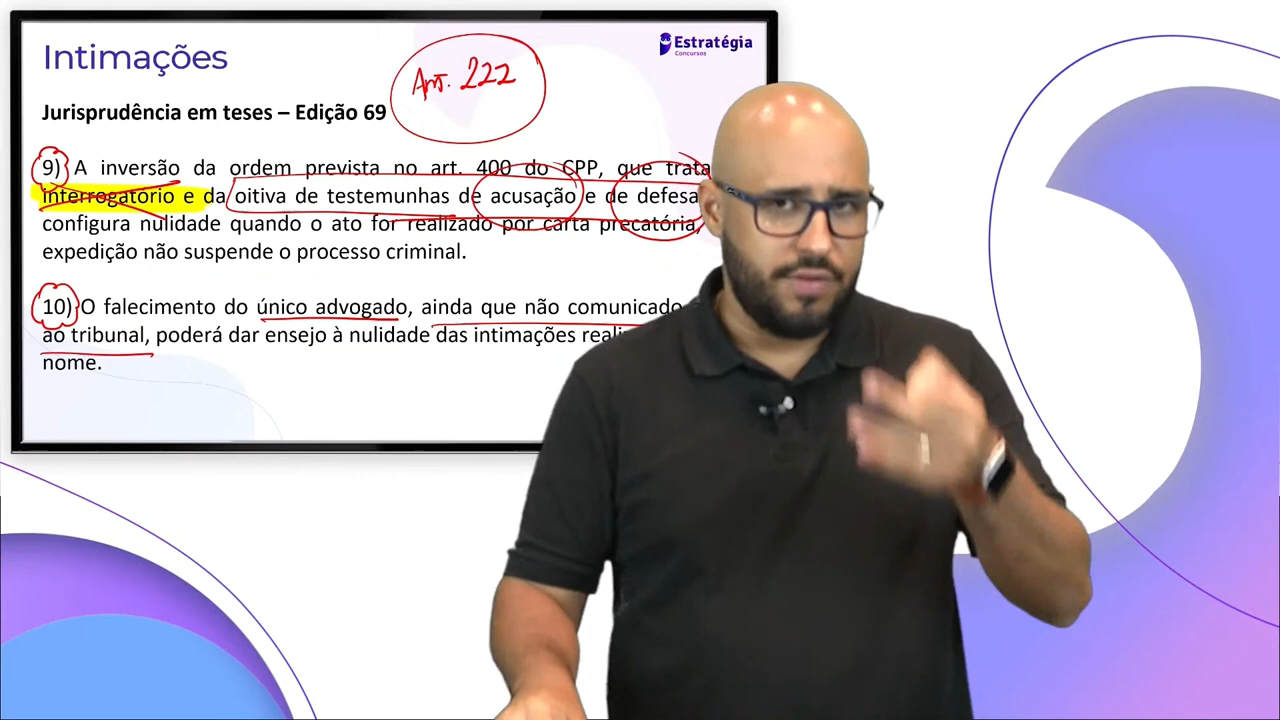 Intimações
Estratégia
Concursos
Art. 222
Jurisprudência em teses – Edição 69
9) A inversão da ordem prevista no art. 400 do CPP, que trata
interrogatório e da oitiva de testemunhas de acusação e de defesa
configura nulidade quando o ato for realizado por carta precatória,
expedição não suspende o processo criminal.
10) O falecimento do único advogado, ainda que não comunicado
ao tribunal, poderá dar ensejo à nulidade das intimações
nome.